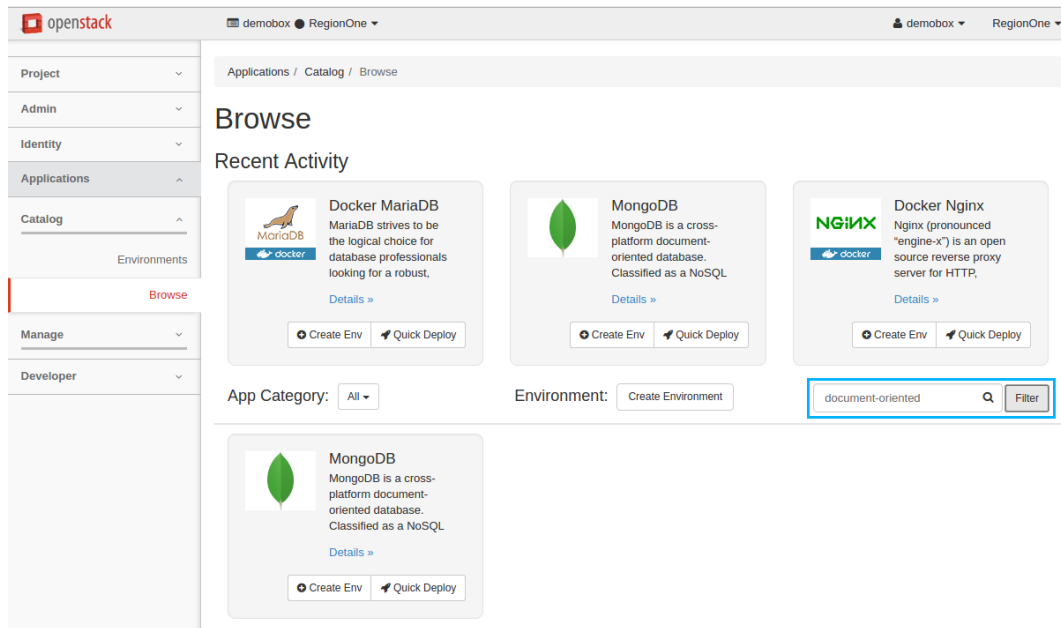 openstack
demobox RegionOne
demobox
RegionOne
Project
Admin
Identity
Applications
Catalog
Environments
Browse
Manage
Developer
Applications / Catalog / Browse
Browse
Recent Activity
MariaDB
docker
Docker MariaDB
MariaDB strives to be
the logical choice for
database professionals
looking for a robust,
Details »
Create Env
Quick Deploy
MongoDB
MongoDB is a cross-
platform document-
oriented database.
Classified as a NoSQL
Details »
Create Env
Quick Deploy
NGiNX
docker
Docker Nginx
Nginx (pronounced
“engine-x”) is an open
source reverse proxy
server for HTTP,
Details »
Create Env
Quick Deploy
App Category: All
Environment: Create Environment
document-oriented
Filter
MongoDB
MongoDB is a cross-
platform document-
oriented database.
Classified as a NoSQL
Details »
Create Env
Quick Deploy